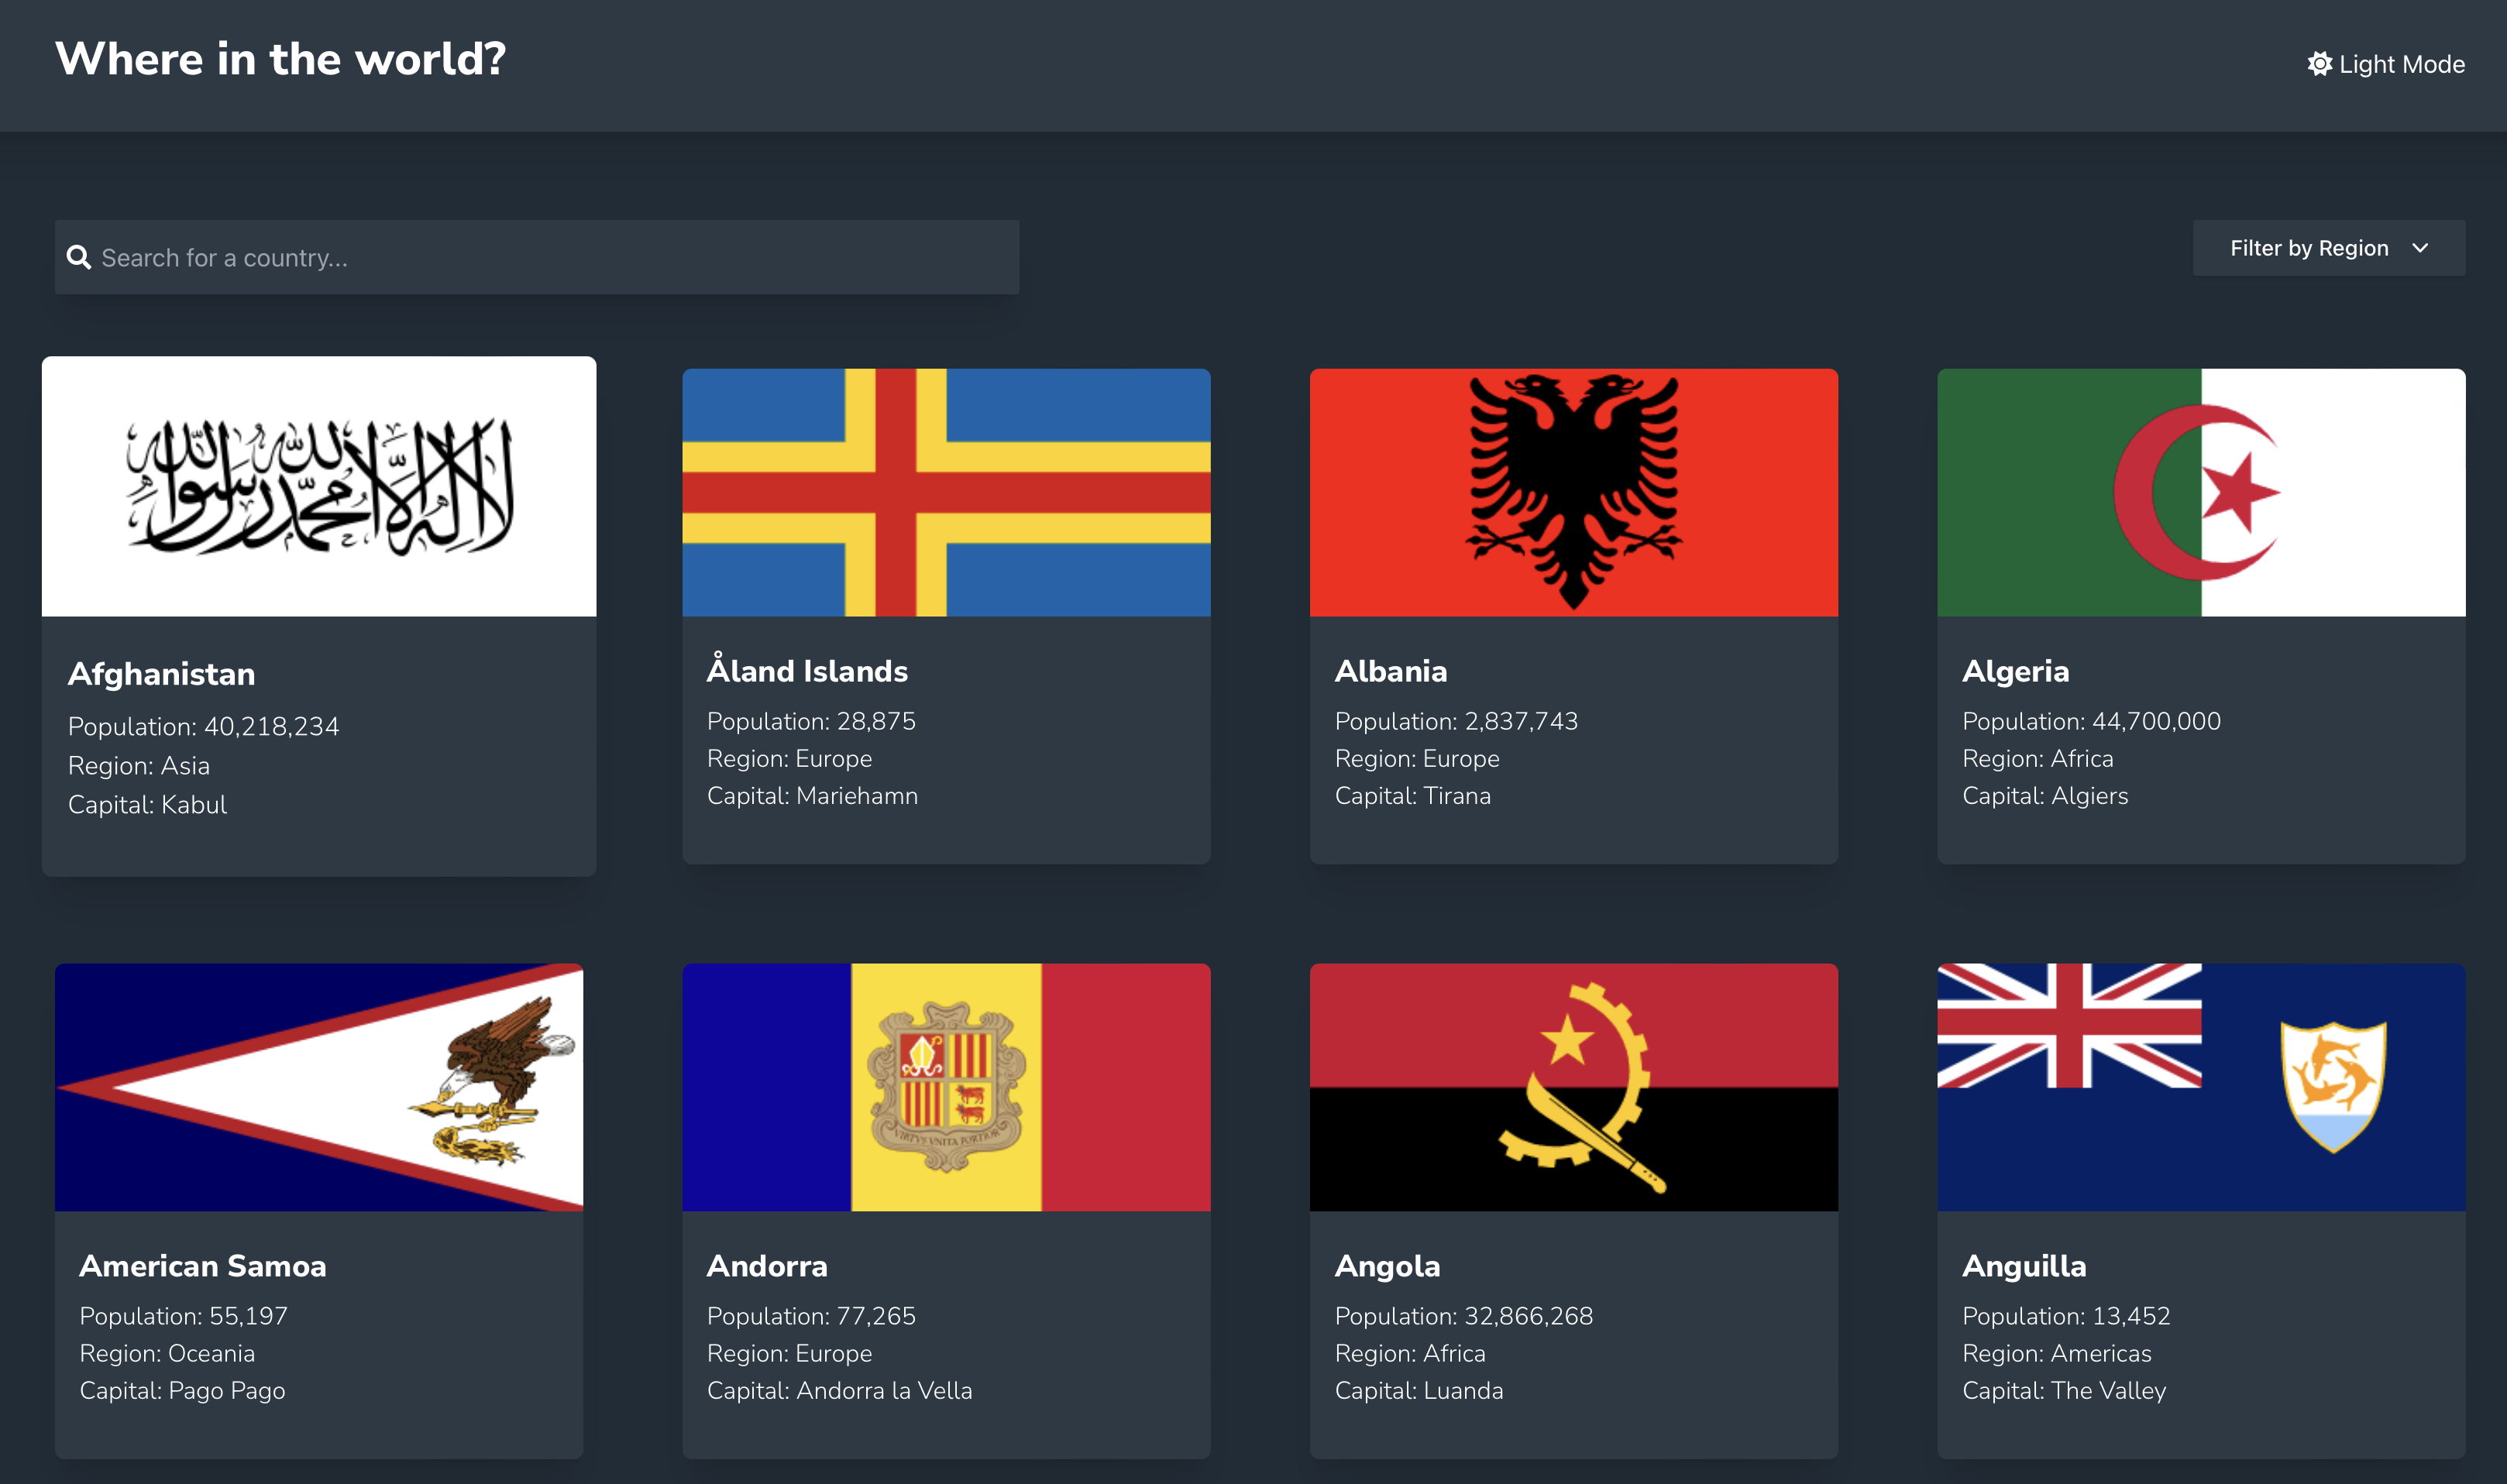 Where in the world?
Light Mode
Search for a country...
Filter by Region
لا إله إلا الله محمد رسول الله
Afghanistan
Population: 40,218,234
Region: Asia
Capital: Kabul
Åland Islands
Population: 28,875
Region: Europe
Capital: Mariehamn
Albania
Population: 2,837,743
Region: Europe
Capital: Tirana
Algeria
Population: 44,700,000
Region: Africa
Capital: Algiers
American Samoa
Population: 55,197
Region: Oceania
Capital: Pago Pago
VIRTVS VNITA FORTIOR
Andorra
Population: 77,265
Region: Europe
Capital: Andorra la Vella
Angola
Population: 32,866,268
Region: Africa
Capital: Luanda
Anguilla
Population: 13,452
Region: Americas
Capital: The Valley